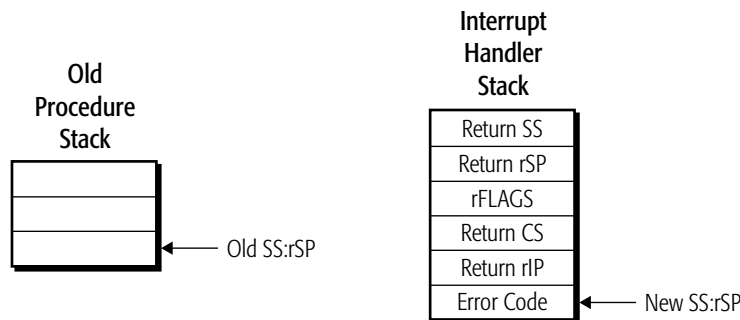 Old
Procedure
Stack
Old SS:rSP
Interrupt
Handler
Stack
Return SS
Return rSP
rFLAGS
Return CS
Return rIP
Error Code
New SS:rSP